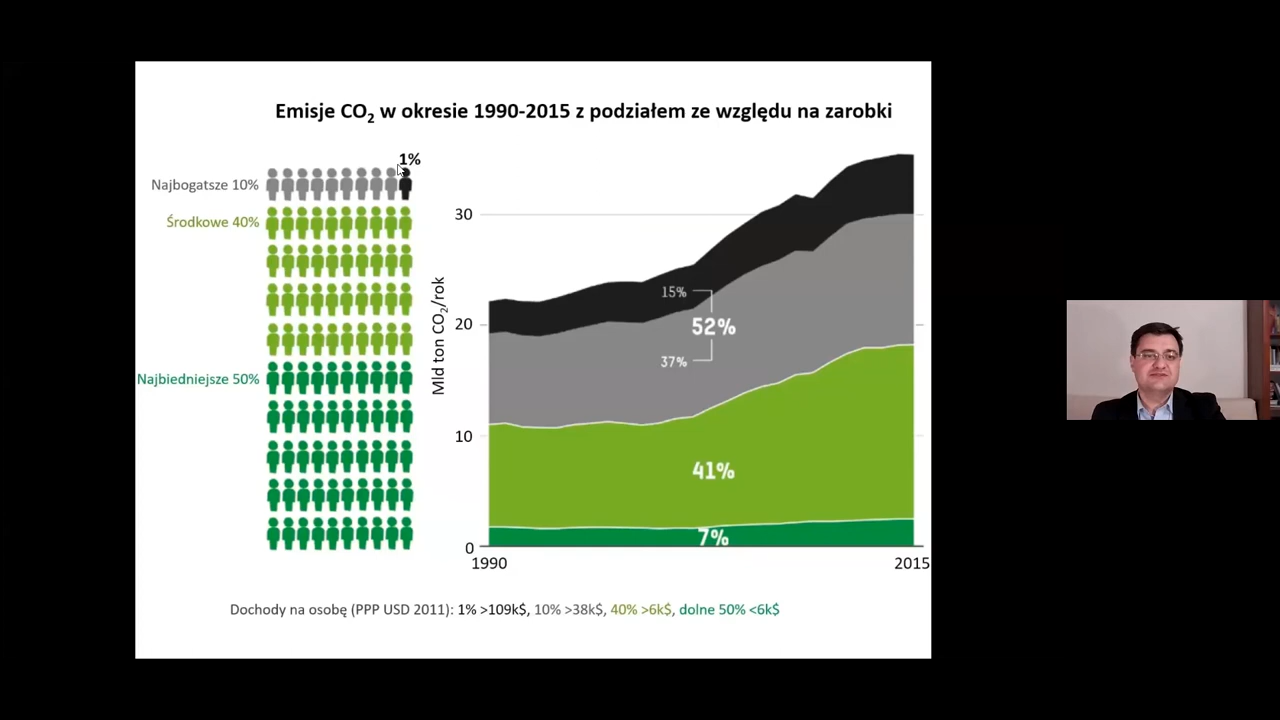 Emisje CO₂ w okresie 1990-2015 z podziałem ze względu na zarobki
1%
Najbogatsze 10%
Środkowe 40%
Najbiedniejsze 50%
Mld ton CO₂/rok
30
20
10
0
15%
52%
37%
41%
7%
1990
2015
Dochody na osobę (PPP USD 2011): 1% >109k$, 10% >38k$, 40% >6k$, dolne 50% <6k$